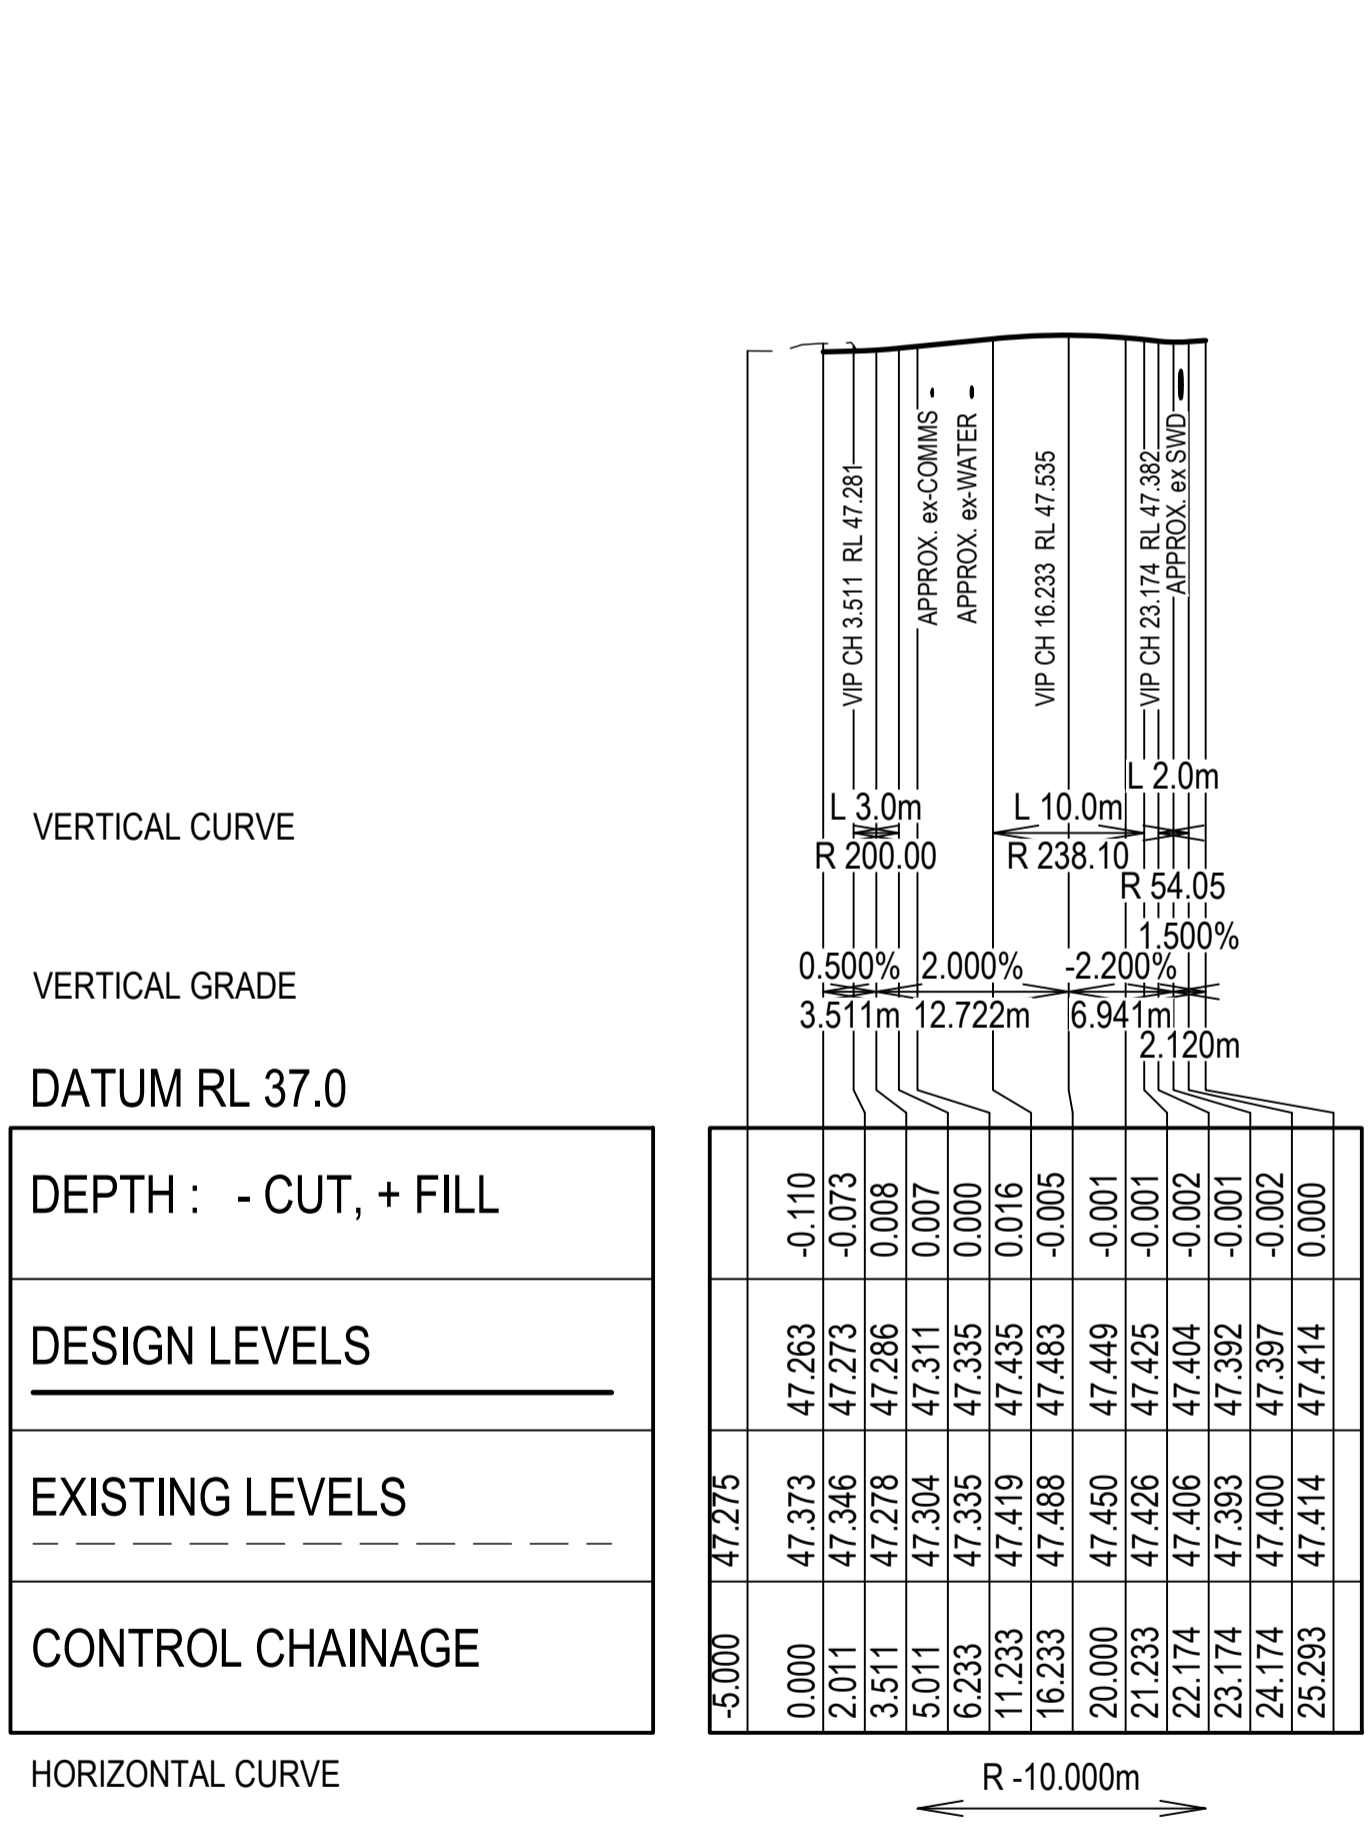 VIP CH 3.511 RL 47.281
APPROX. ex-COMMS
APPROX. ex-WATER
VIP CH 16.233 RL 47.535
VIP CH 23.174 RL 47.382
APPROX. ex SWD
VERTICAL CURVE
L 3.0m L 10.0m L 2.0m
R 200.00 R 238.10 R 54.05
VERTICAL GRADE
0.500% 2.000% -2.200% 1.500%
3.511m 12.722m 6.941m 2.120m
DATUM RL 37.0
DEPTH : - CUT, + FILL
-0.110 -0.073 0.008 0.007 0.000 0.016 -0.005 -0.001 -0.001 -0.002 -0.001 -0.002 0.000
DESIGN LEVELS
47.263 47.273 47.286 47.311 47.335 47.435 47.483 47.449 47.425 47.404 47.392 47.397 47.414
EXISTING LEVELS
47.275 47.373 47.346 47.278 47.304 47.335 47.419 47.488 47.450 47.426 47.406 47.393 47.400 47.414
CONTROL CHAINAGE
-5.000 0.000 2.011 3.511 5.011 6.233 11.233 16.233 20.000 21.233 22.174 23.174 24.174 25.293
HORIZONTAL CURVE
R -10.000m